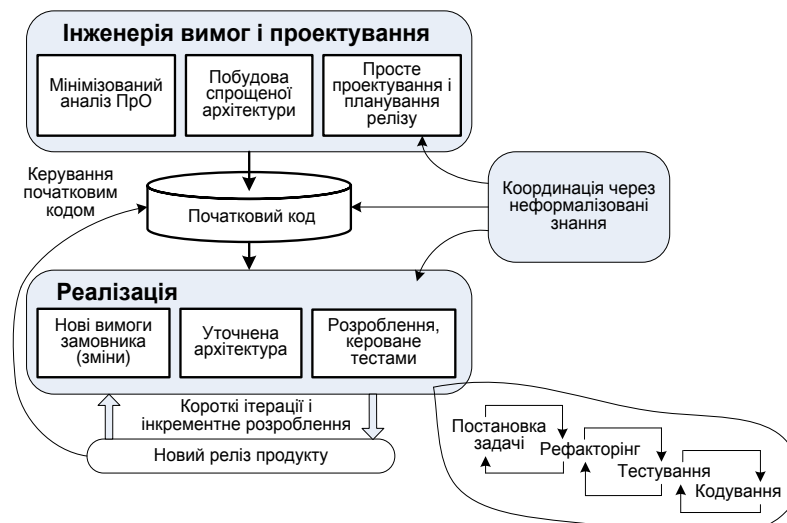 Інженерія вимог і проектування
Мінімізований
аналіз ПрО
Побудова
спрощеної
архітектури
Просте
проектування і
планування
релізу
Керування
початковим
кодом
Початковий код
Координація через
неформалізовані
знання
Реалізація
Нові вимоги
замовника
(зміни)
Уточнена
архітектура
Розроблення,
кероване
тестами
Короткі ітерації і
інкрементне розроблення
Новий реліз продукту
Постановка
задачі
Рефакторінг
Тестування
Кодування